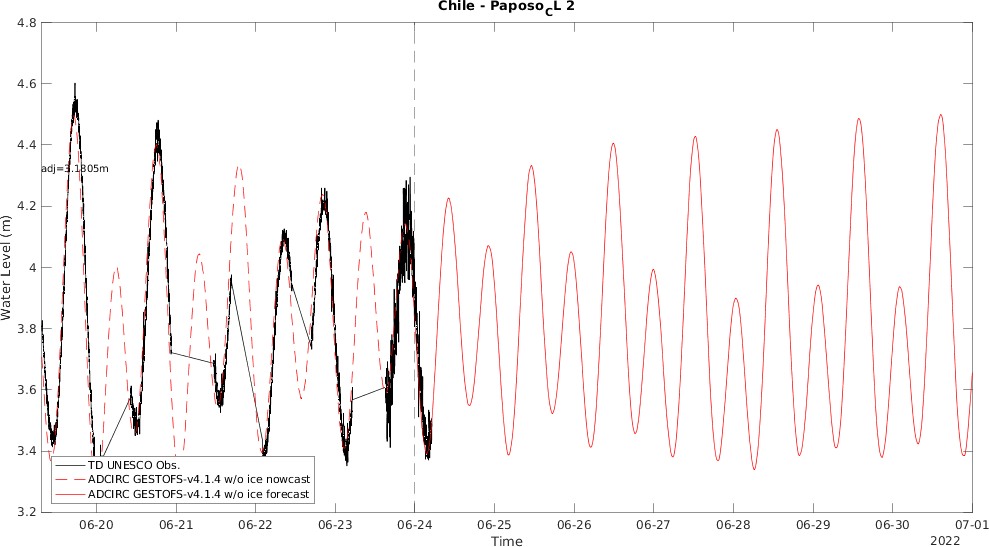 Chile - Paposo_CL 2
4.8
4.6
4.4
4.2
4
3.8
3.6
3.4
3.2
Water Level (m)
adj=3.1305m
TD UNESCO Obs.
ADCIRC GESTOFS-v4.1.4 w/o ice nowcast
ADCIRC GESTOFS-v4.1.4 w/o ice forecast
06-20 06-21 06-22 06-23 06-24 06-25 06-26 06-27 06-28 06-29 06-30 07-01
Time
2022